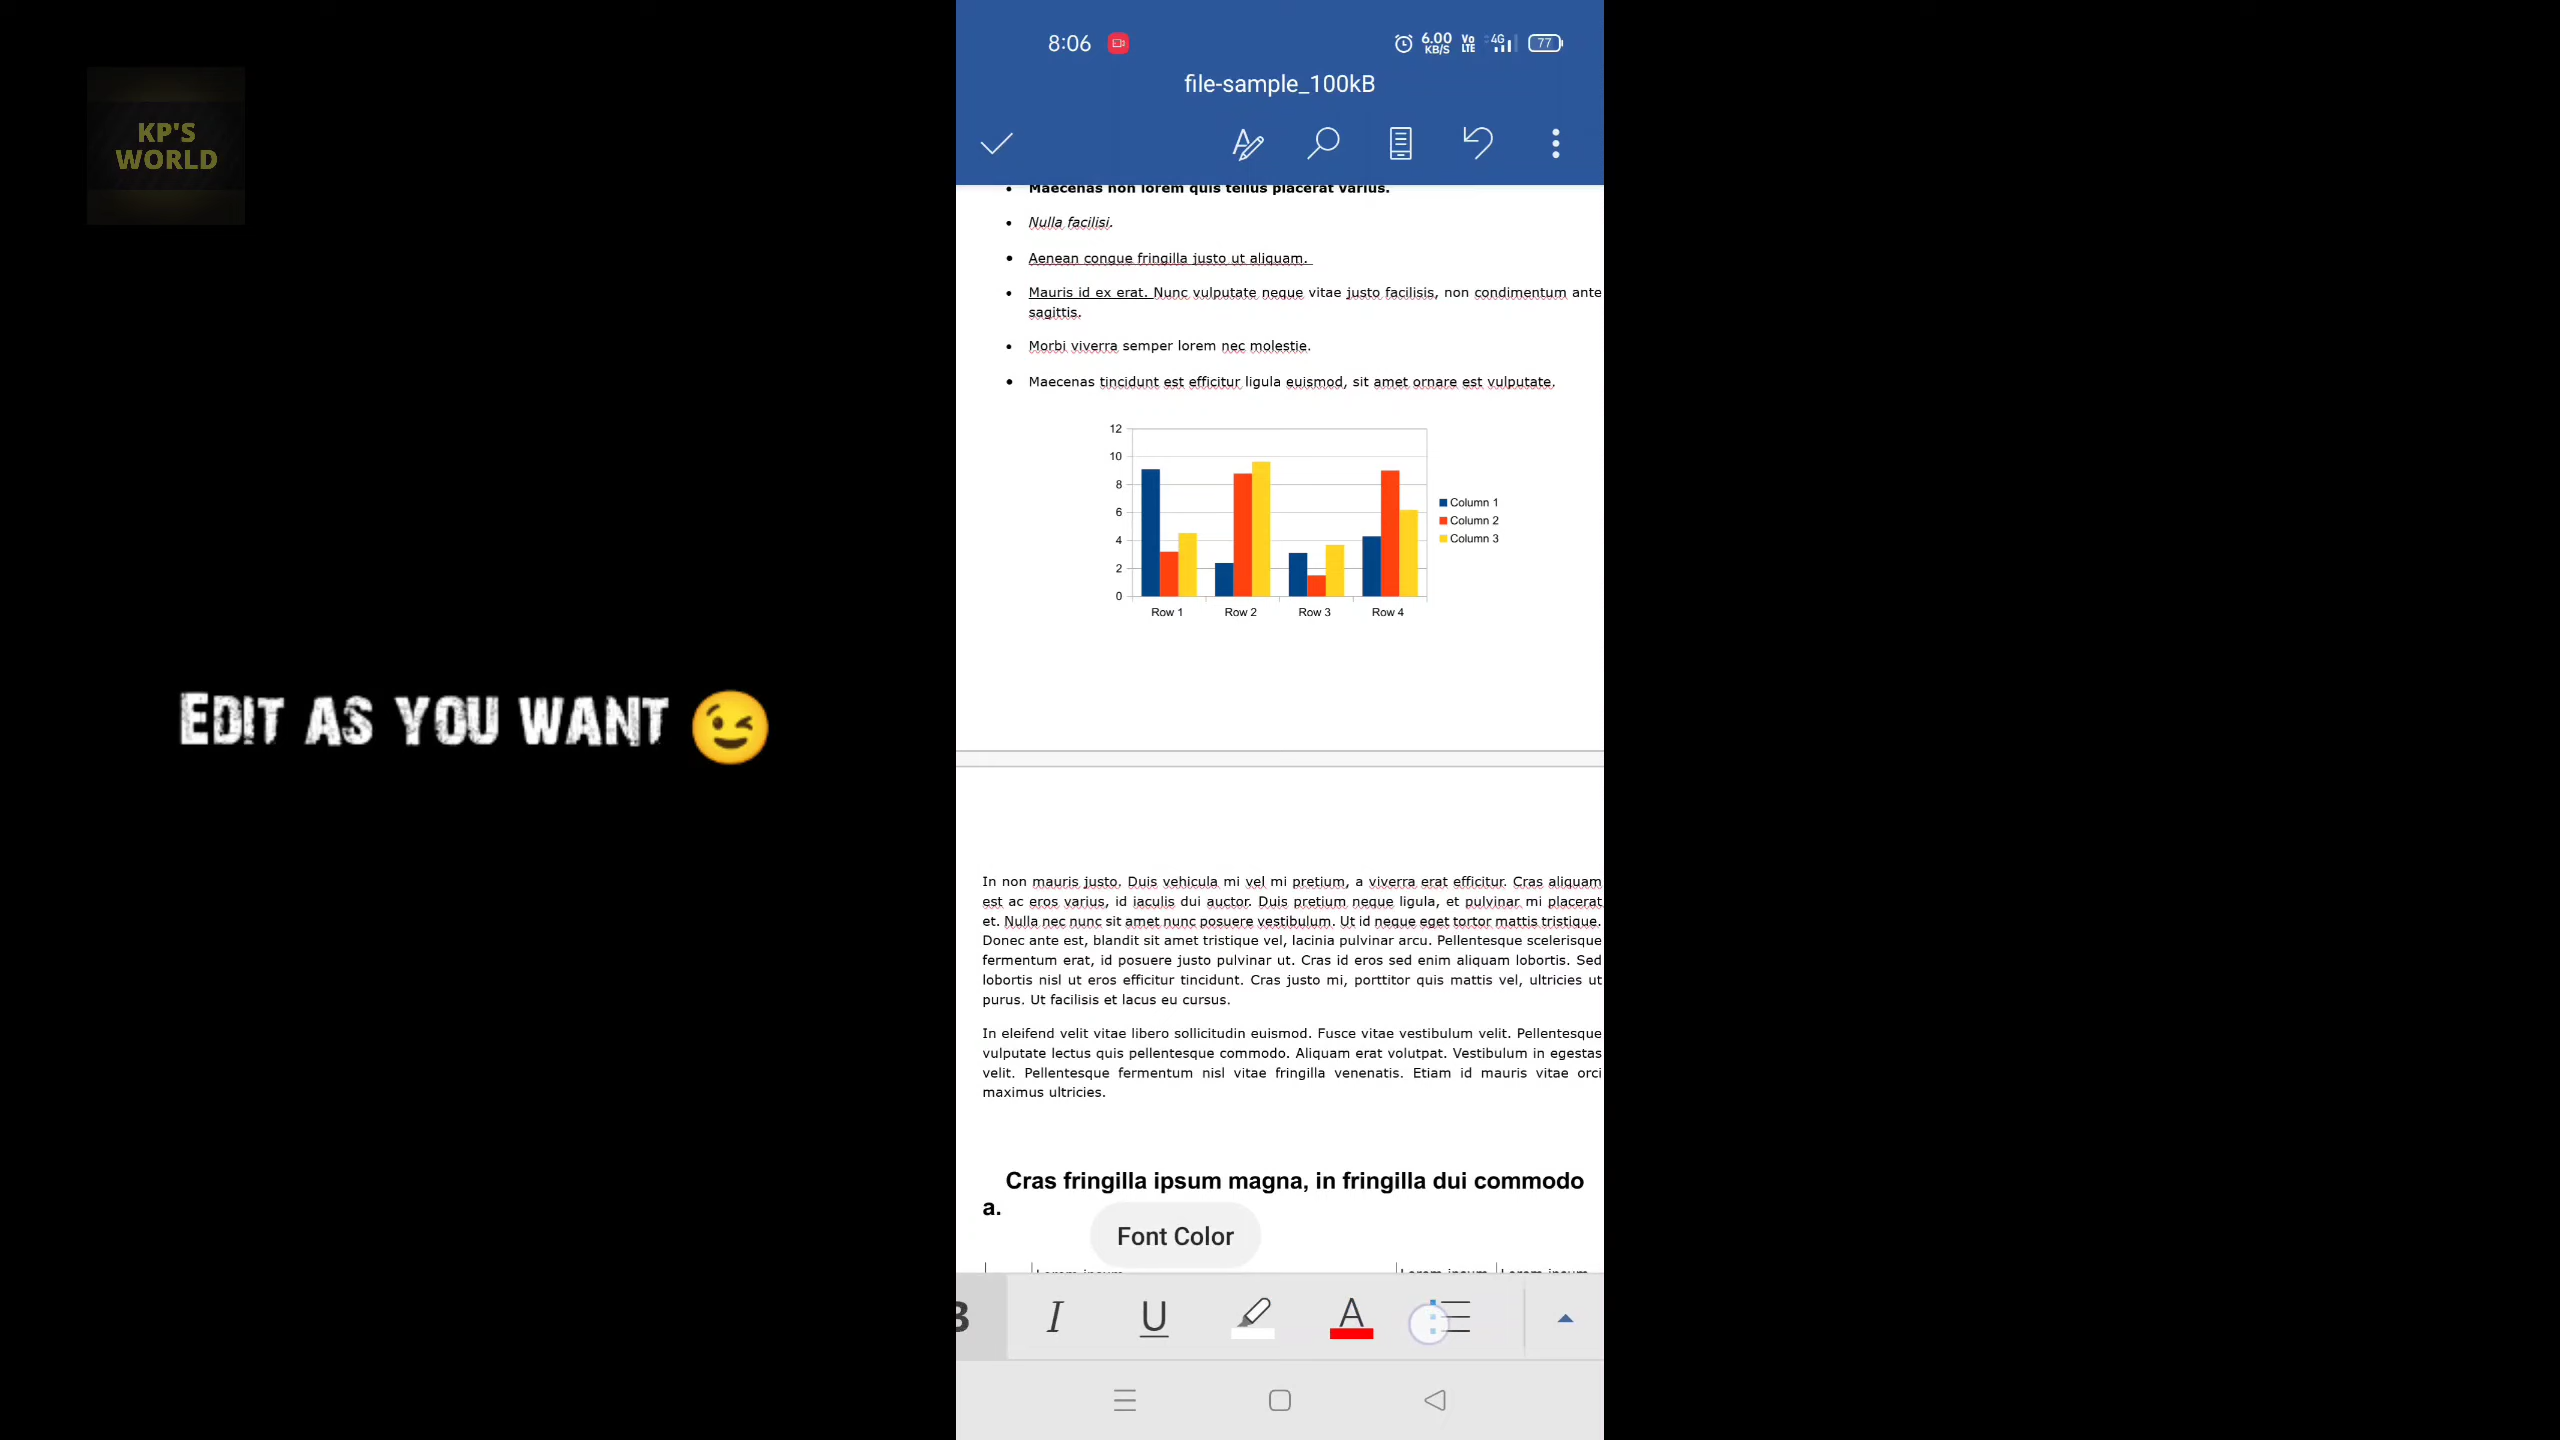 KP'S
WORLD
EDIT AS YOU WANT
8:06
6.00
KB/S
Vo
LTE
4G
77
file-sample_100kB
• Maecenas non lorem quis tellus placerat varius.
• Nulla facilisi.
• Aenean congue fringilla justo ut aliquam.
• Mauris id ex erat. Nunc vulputate neque vitae justo facilisis, non condimentum ante
sagittis.
• Morbi viverra semper lorem nec molestie.
• Maecenas tincidunt est efficitur ligula euismod, sit amet ornare est vulputate.
12
10
8
6
4
2
0
Row 1 Row 2 Row 3 Row 4
Column 1
Column 2
Column 3
In non mauris justo. Duis vehicula mi vel mi pretium, a viverra erat efficitur. Cras aliquam
est ac eros varius, id iaculis dui auctor. Duis pretium neque ligula, et pulvinar mi placerat
et. Nulla nec nunc sit amet nunc posuere vestibulum. Ut id neque eget tortor mattis tristique.
Donec ante est, blandit sit amet tristique vel, lacinia pulvinar arcu. Pellentesque scelerisque
fermentum erat, id posuere justo pulvinar ut. Cras id eros sed enim aliquam lobortis. Sed
lobortis nisl ut eros efficitur tincidunt. Cras justo mi, porttitor quis mattis vel, ultricies ut
purus. Ut facilisis et lacus eu cursus.
In eleifend velit vitae libero sollicitudin euismod. Fusce vitae vestibulum velit. Pellentesque
vulputate lectus quis pellentesque commodo. Aliquam erat volutpat. Vestibulum in egestas
velit. Pellentesque fermentum nisl vitae fringilla venenatis. Etiam id mauris vitae orci
maximus ultricies.
Cras fringilla ipsum magna, in fringilla dui commodo
a.
Font Color
Lorem ipsum Lorem ipsum Lorem ipsum
B I U A